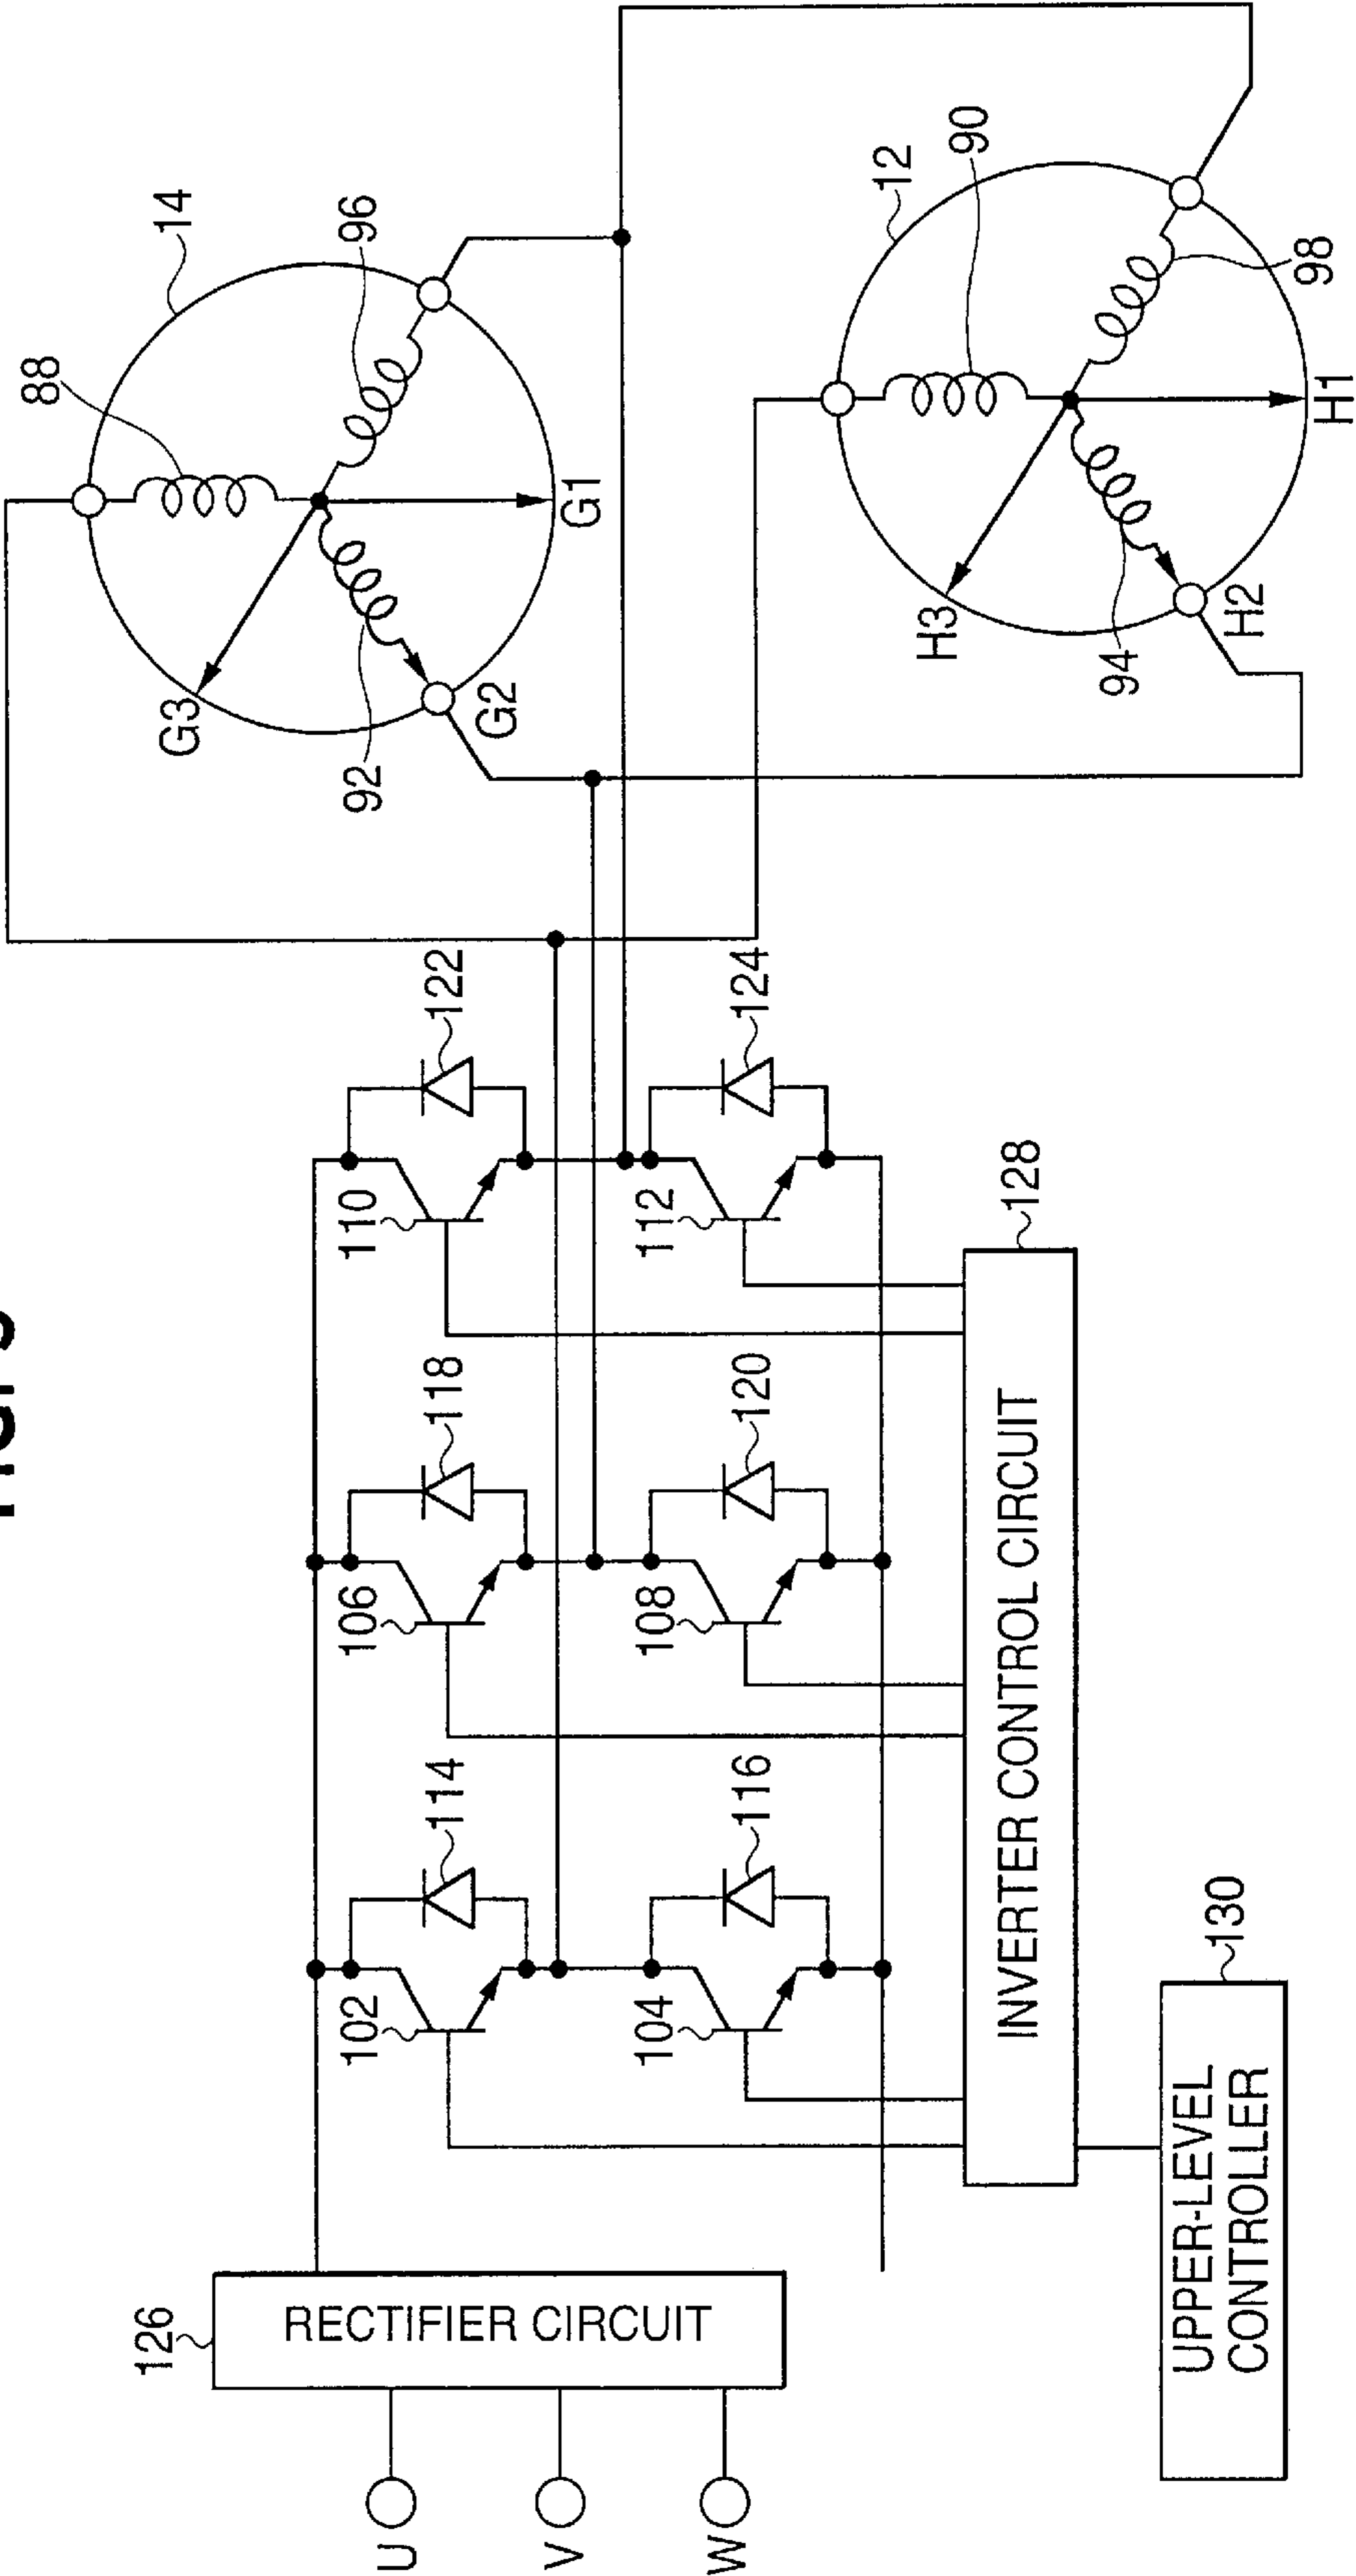 14
88
96
G3
G1
G2
92
12
90
98
H3
H1
H2
94
122
124
110
112
118
120
106
108
114
116
102
104
128
INVERTER CONTROL CIRCUIT
126
RECTIFIER CIRCUIT
130
UPPER-LEVEL
CONTROLLER
U
V
W